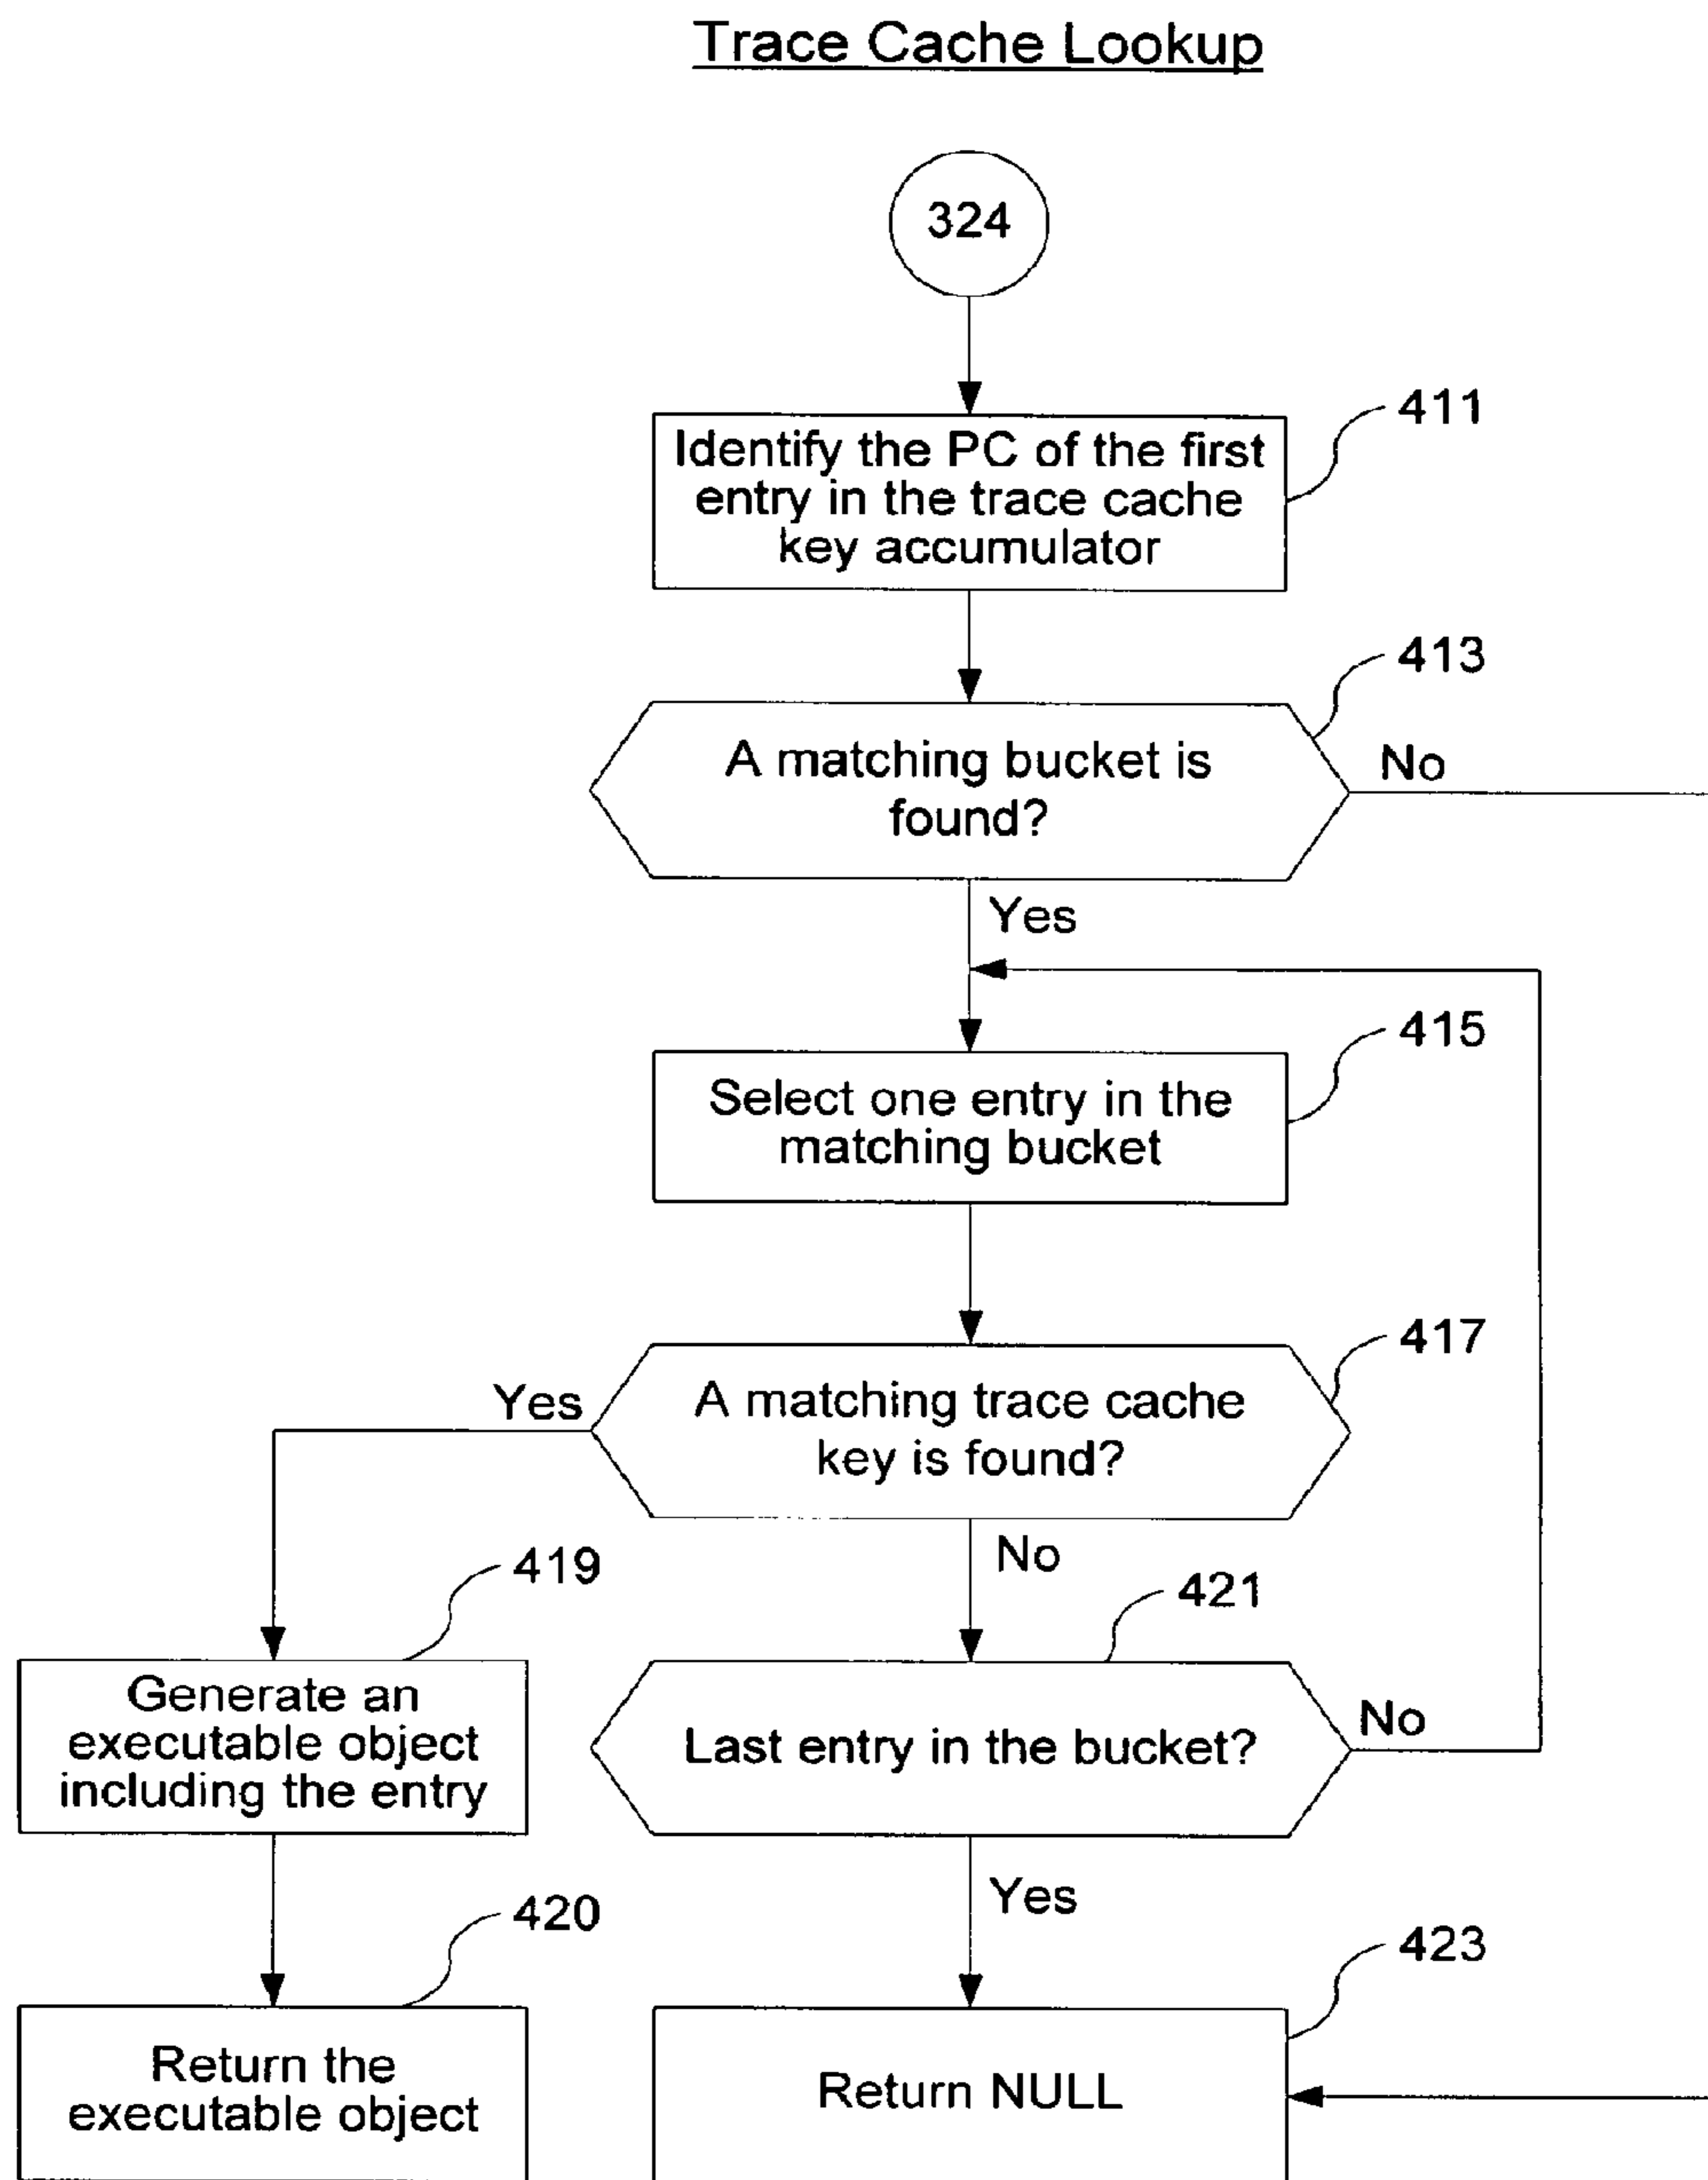 Trace Cache Lookup
324
411
Identify the PC of the first
entry in the trace cache
key accumulator
413
A matching bucket is
found?
No
Yes
415
Select one entry in the
matching bucket
417
A matching trace cache
key is found?
Yes
No
419
421
Generate an
executable object
including the entry
Last entry in the bucket?
No
Yes
420
423
Return the
executable object
Return NULL